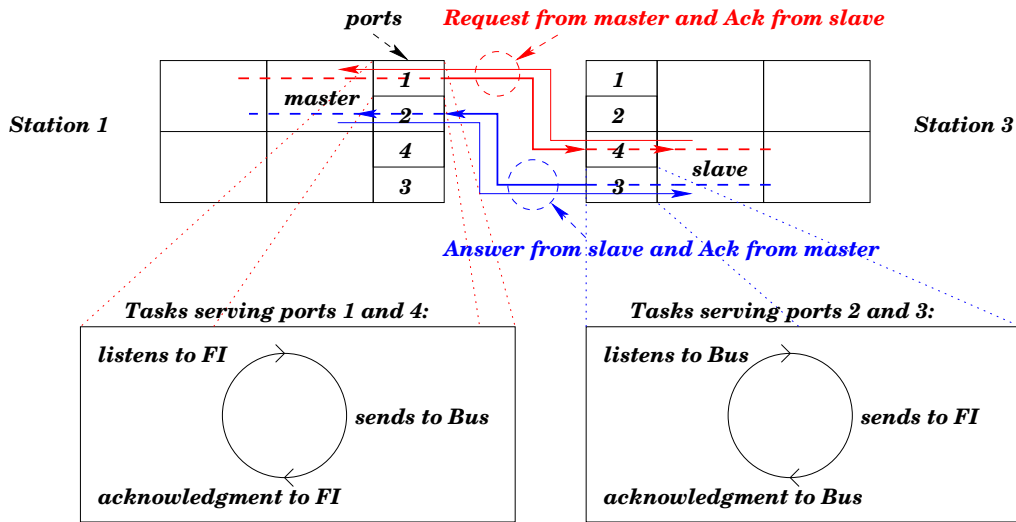 ports
Request from master and Ack from slave
Station 1
master
1
2
4
3
1
2
4
3
slave
Station 3
Answer from slave and Ack from master
Tasks serving ports 1 and 4:
listens to FI
sends to Bus
acknowledgment to FI
Tasks serving ports 2 and 3:
listens to Bus
sends to FI
acknowledgment to Bus